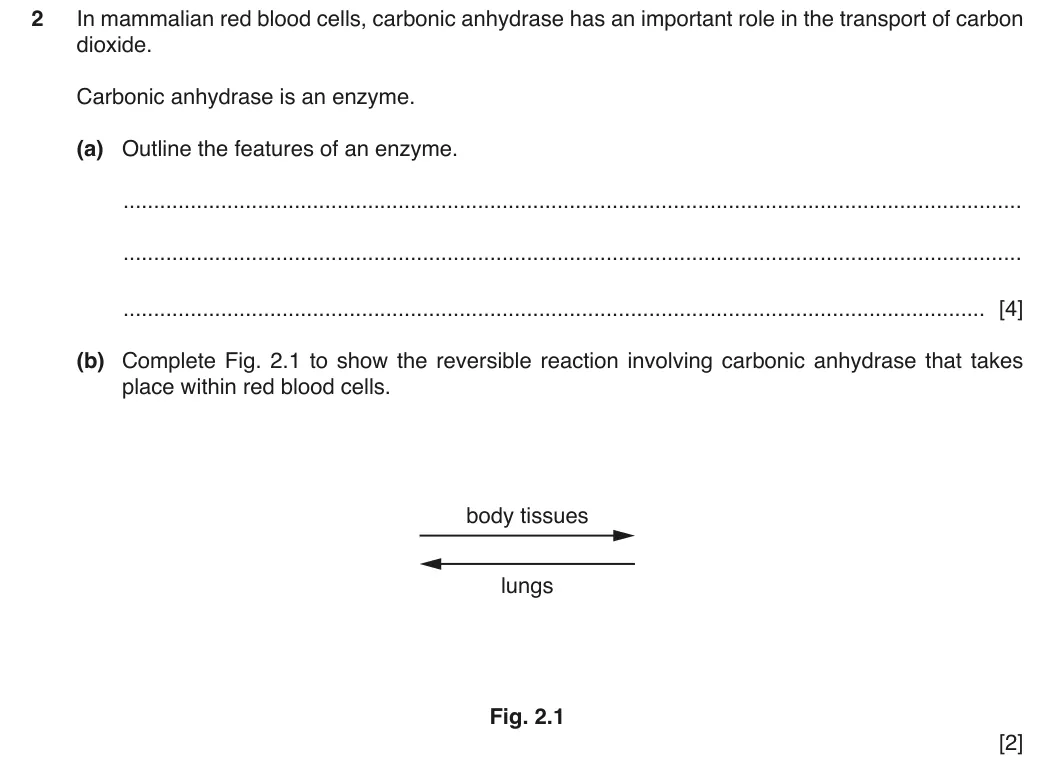 2 In mammalian red blood cells, carbonic anhydrase has an important role in the transport of carbon
dioxide.
Carbonic anhydrase is an enzyme.
(a) Outline the features of an enzyme.
..........................................................................................................................................
..........................................................................................................................................
.................................................................................................................................... [4]
(b) Complete Fig. 2.1 to show the reversible reaction involving carbonic anhydrase that takes
place within red blood cells.
body tissues
lungs
Fig. 2.1
[2]